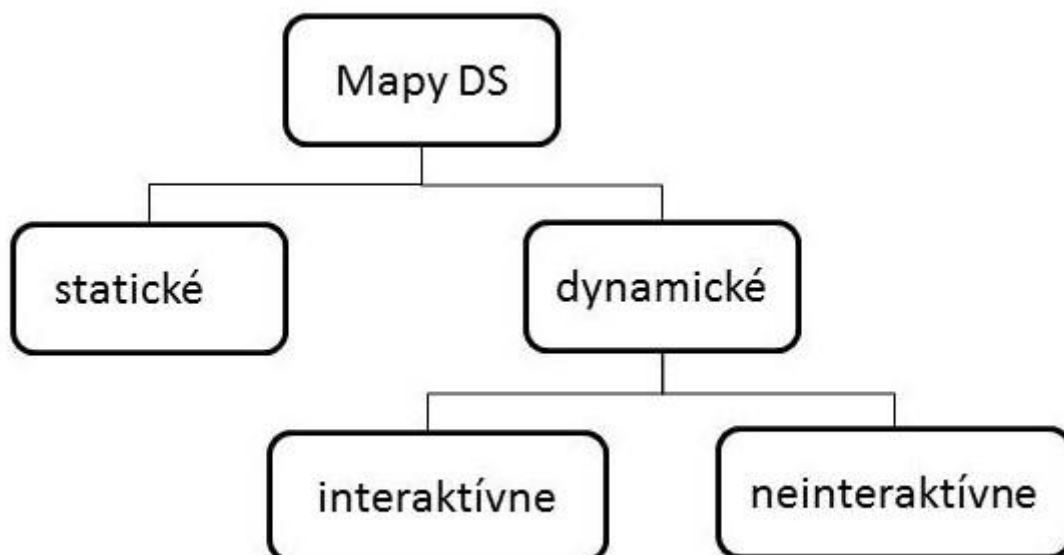 Mapy DS
statické
dynamické
interaktívne
neinteraktívne